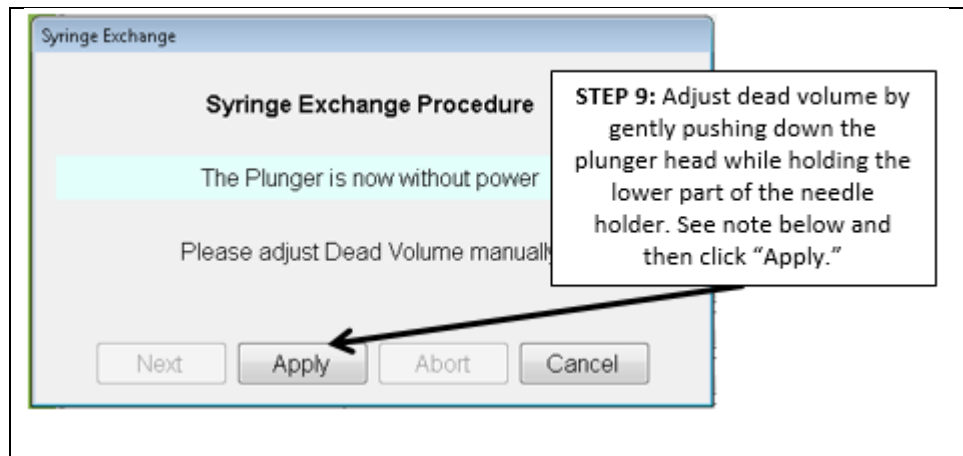 Syringe Exchange
Syringe Exchange Procedure
STEP 9: Adjust dead volume by
gently pushing down the
plunger head while holding the
lower part of the needle
holder. See note below and
then click “Apply.”
The Plunger is now without power
Please adjust Dead Volume manually
Next
Apply
Abort
Cancel